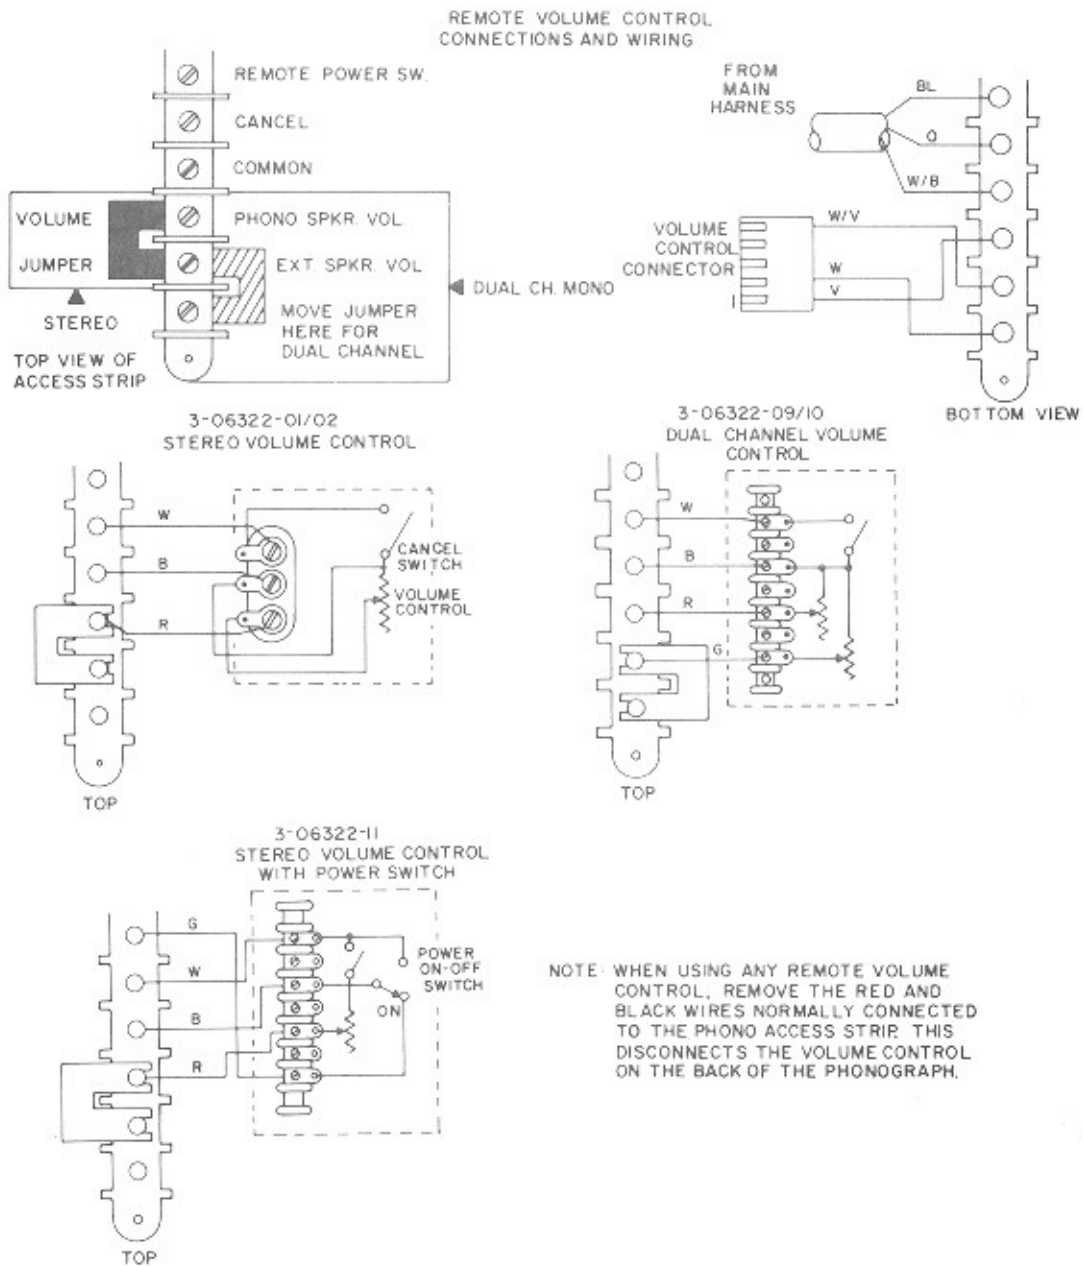 REMOTE VOLUME CONTROL
CONNECTIONS AND WIRING
REMOTE POWER SW.
CANCEL
COMMON
VOLUME
PHONO SPKR. VOL.
JUMPER
EXT. SPKR. VOL
STEREO
MOVE JUMPER
HERE FOR
DUAL CHANNEL
DUAL CH. MONO
TOP VIEW OF
ACCESS STRIP
FROM
MAIN
HARNESS
BL
O
W/B
VOLUME
CONTROL
CONNECTOR
W/V
W
V
I
BOTTOM VIEW
3-06322-01/02
STEREO VOLUME CONTROL
W
B
R
CANCEL
SWITCH
VOLUME
CONTROL
TOP
3-06322-09/10
DUAL CHANNEL VOLUME
CONTROL
W
B
R
G
TOP
3-06322-11
STEREO VOLUME CONTROL
WITH POWER SWITCH
G
W
B
R
POWER
ON-OFF
SWITCH
ON
TOP
NOTE: WHEN USING ANY REMOTE VOLUME
CONTROL, REMOVE THE RED AND
BLACK WIRES NORMALLY CONNECTED
TO THE PHONO ACCESS STRIP. THIS
DISCONNECTS THE VOLUME CONTROL
ON THE BACK OF THE PHONOGRAPH.